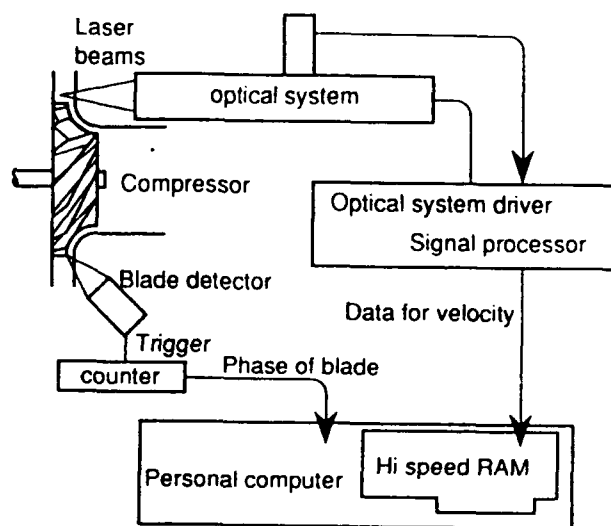 Laser
beams
optical system
Compressor
Optical system driver
Signal processor
Blade detector
Data for velocity
Trigger
counter
Phase of blade
Personal computer
Hi speed RAM